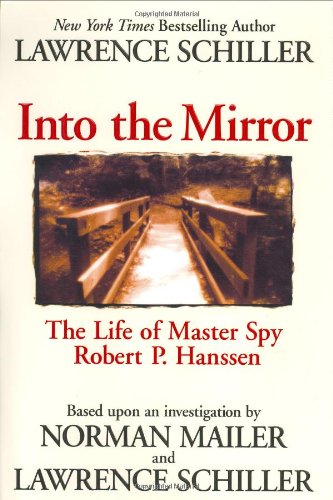 New York Times Bestselling Author
LAWRENCE SCHILLER
Into the Mirror
The Life of Master Spy
Robert P. Hanssen
Based upon an investigation by
NORMAN MAILER
and
LAWRENCE SCHILLER